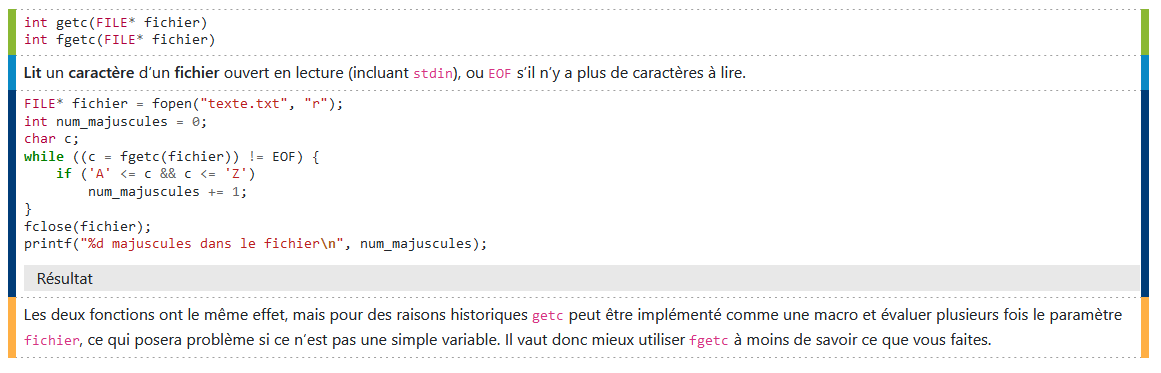 int getc(FILE* fichier)
int fgetc(FILE* fichier)
Lit un caractère d’un fichier ouvert en lecture (incluant stdin), ou EOF s’il n’y a plus de caractères à lire.
FILE* fichier = fopen("texte.txt", "r");
int num_majuscules = 0;
char c;
while ((c = fgetc(fichier)) != EOF) {
    if ('A' <= c && c <= 'Z')
        num_majuscules += 1;
}
fclose(fichier);
printf("%d majuscules dans le fichier\n", num_majuscules);
Résultat
Les deux fonctions ont le même effet, mais pour des raisons historiques getc peut être implémenté comme une macro et évaluer plusieurs fois le paramètre
fichier, ce qui posera problème si ce n’est pas une simple variable. Il vaut donc mieux utiliser fgetc à moins de savoir ce que vous faites.